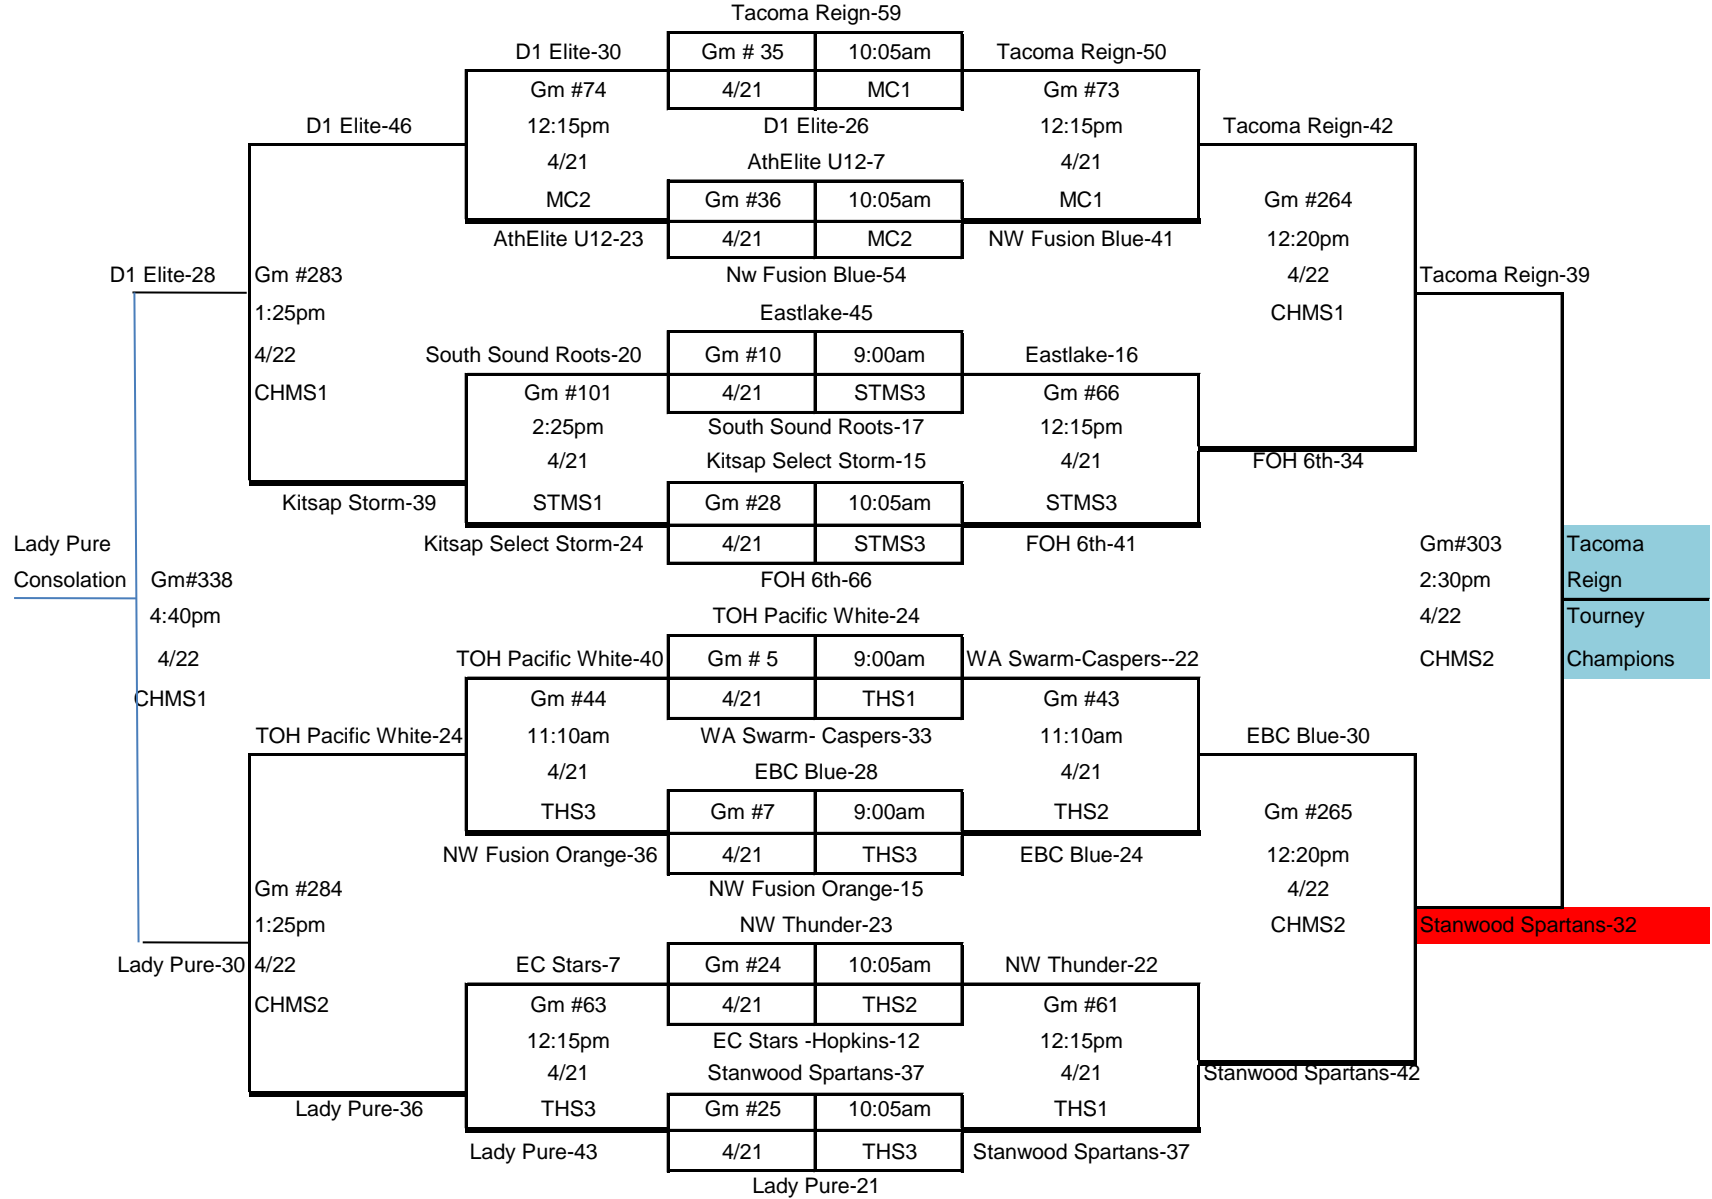 Tacoma Reign-59
D1 Elite-30 Gm # 35 10:05am Tacoma Reign-50
Gm #74 4/21 MC1 Gm #73
D1 Elite-46 12:15pm D1 Elite-26 12:15pm Tacoma Reign-42
4/21 AthElite U12-7 4/21
MC2 Gm #36 10:05am MC1 Gm #264
AthElite U12-23 4/21 MC2 NW Fusion Blue-41 12:20pm
D1 Elite-28 Gm #283 Nw Fusion Blue-54 4/22 Tacoma Reign-39
1:25pm Eastlake-45 CHMS1
4/22 South Sound Roots-20 Gm #10 9:00am Eastlake-16
CHMS1 Gm #101 4/21 STMS3 Gm #66
2:25pm South Sound Roots-17 12:15pm
4/21 Kitsap Select Storm-15 4/21 FOH 6th-34
Kitsap Storm-39 STMS1 Gm #28 10:05am STMS3
Lady Pure Kitsap Select Storm-24 4/21 STMS3 FOH 6th-41 Gm#303 Tacoma
Consolation Gm#338 FOH 6th-66 2:30pm Reign
4:40pm TOH Pacific White-24 4/22 Tourney
4/22 TOH Pacific White-40 Gm # 5 9:00am WA Swarm-Caspers--22 CHMS2 Champions
CHMS1 Gm #44 4/21 THS1 Gm #43
TOH Pacific White-24 11:10am WA Swarm- Caspers-33 11:10am EBC Blue-30
4/21 EBC Blue-28 4/21
THS3 Gm #7 9:00am THS2 Gm #265
NW Fusion Orange-36 4/21 THS3 EBC Blue-24 12:20pm
Gm #284 NW Fusion Orange-15 4/22
1:25pm NW Thunder-23 CHMS2 Stanwood Spartans-32
Lady Pure-30 4/22 EC Stars-7 Gm #24 10:05am NW Thunder-22
CHMS2 Gm #63 4/21 THS2 Gm #61
12:15pm EC Stars -Hopkins-12 12:15pm
4/21 Stanwood Spartans-37 4/21 Stanwood Spartans-42
Lady Pure-36 THS3 Gm #25 10:05am THS1
Lady Pure-43 4/21 THS3 Stanwood Spartans-37
Lady Pure-21